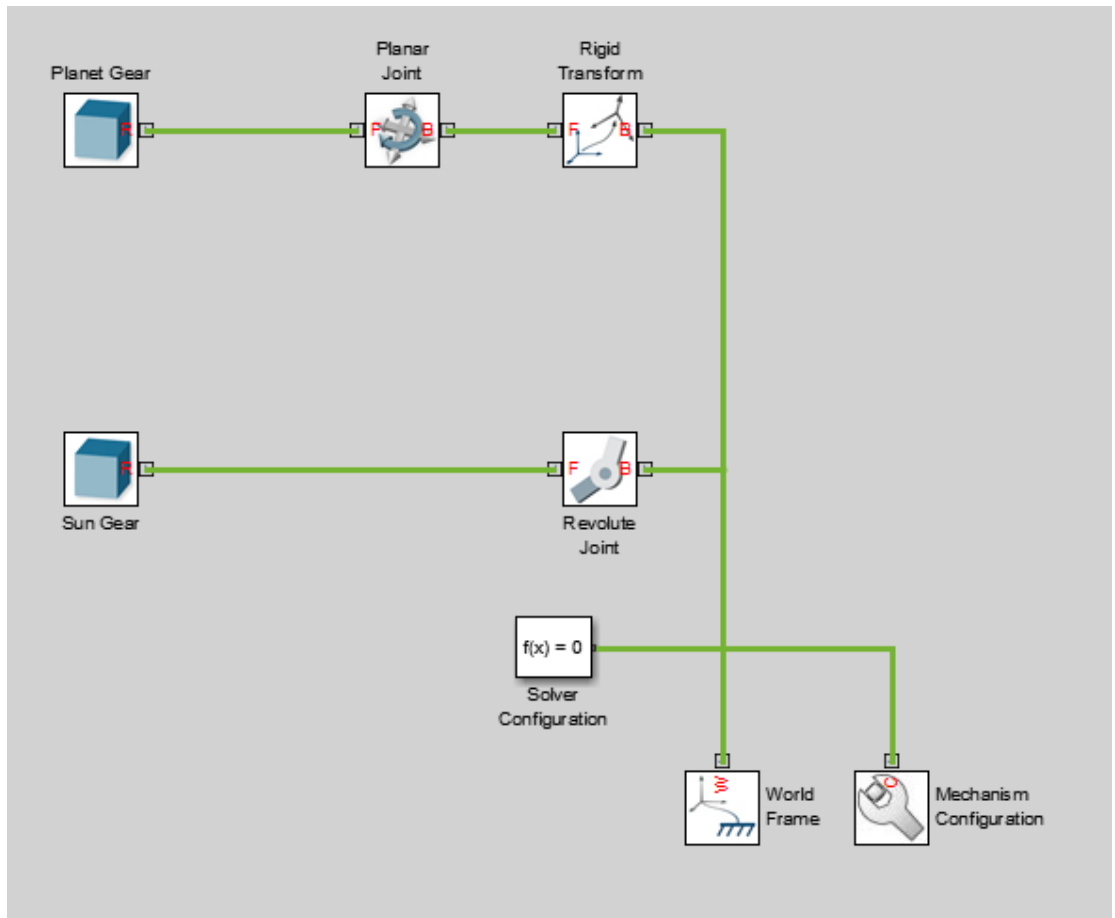 Planet Gear
Planar
Joint
Rigid
Transform
R
P
B
F
B
R
F
B
Sun Gear
Revolute
Joint
f(x) = 0
Solver
Configuration
W
World
Frame
C
Mechanism
Configuration